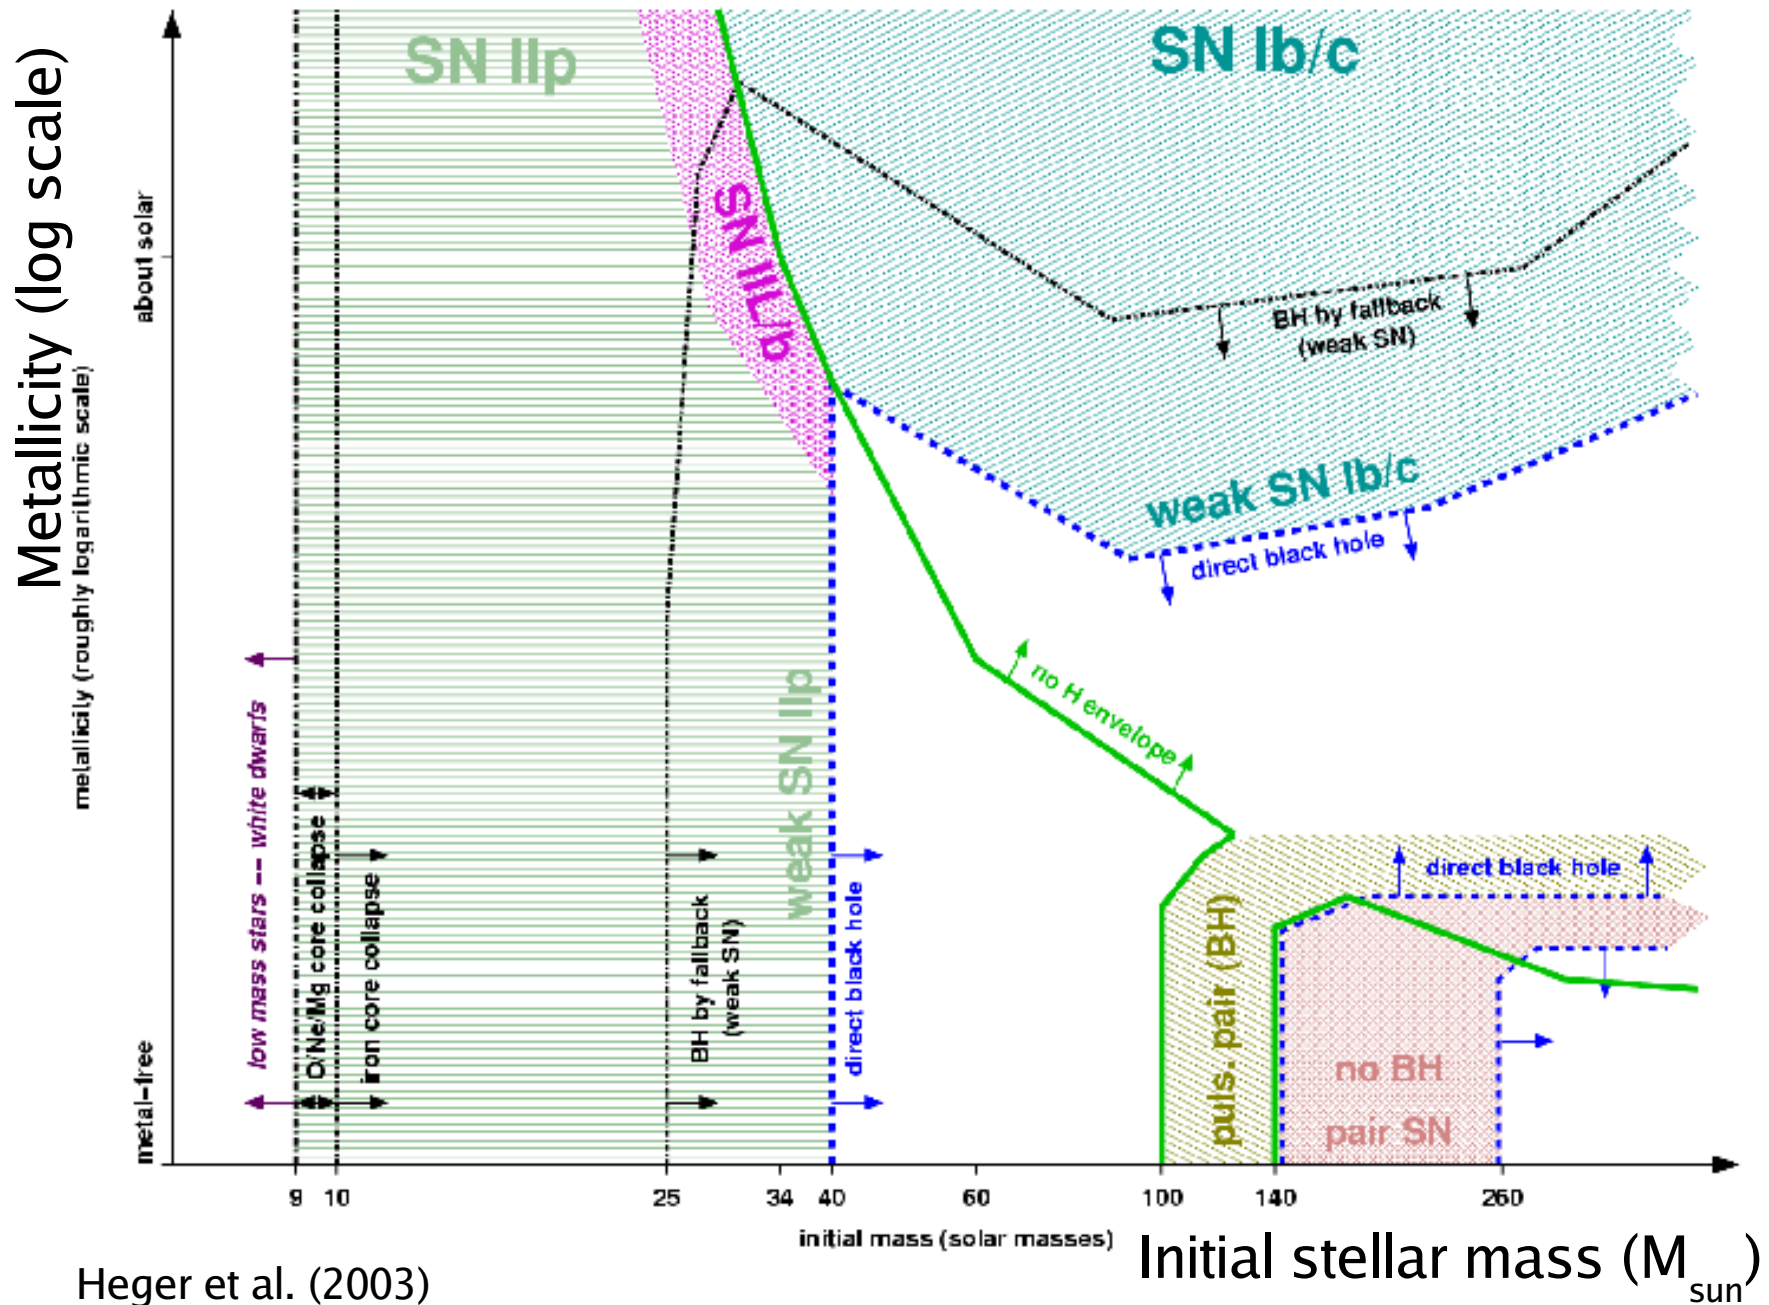 SN IIp
SN Ib/c
SN IIL/b
Metallicity (log scale)
metallicity (roughly logarithmic scale)
about solar
metal−free
BH by fallback
(weak SN)
weak SN Ib/c
direct black hole
no H envelope
low mass stars −− white dwarfs
O/Ne/Mg core collapse
iron core collapse
BH by fallback
(weak SN)
weak SN IIp
direct black hole
puls. pair (BH)
direct black hole
no BH
pair SN
9 10 25 34 40 60 100 140 260
initial mass (solar masses)
Initial stellar mass (Msun)
Heger et al. (2003)